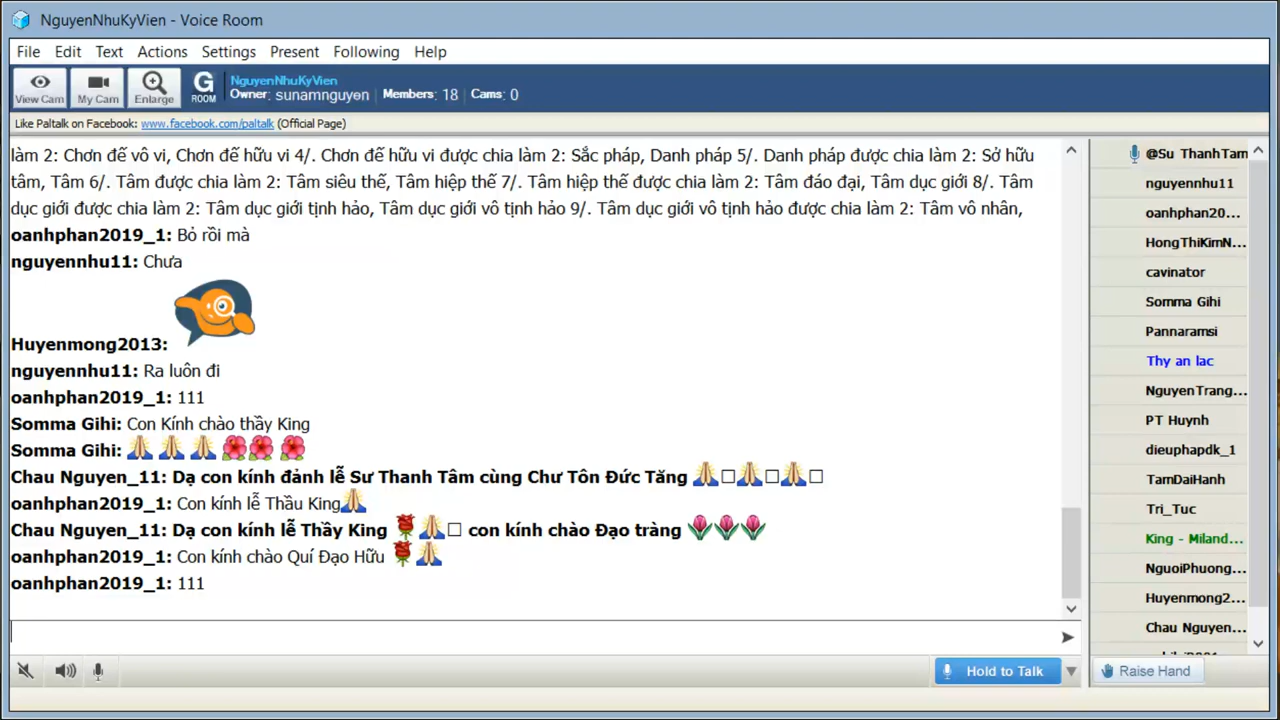 NguyenNhuKyVien - Voice Room
File Edit Text Actions Settings Present Following Help
View Cam
My Cam
Enlarge
G
ROOM
NguyenNhuKyVien
Owner: sunamnguyen Members: 18 Cams: 0
Like Paltalk on Facebook: www.facebook.com/paltalk (Official Page)
làm 2: Chơn đế vô vi, Chơn đế hữu vi 4/. Chơn đế hữu vi được chia làm 2: Sắc pháp, Danh pháp 5/. Danh pháp được chia làm 2: Sở hữu
tâm, Tâm 6/. Tâm được chia làm 2: Tâm siêu thế, Tâm hiệp thế 7/. Tâm hiệp thế được chia làm 2: Tâm đáo đại, Tâm dục giới 8/. Tâm
dục giới được chia làm 2: Tâm dục giới tịnh hảo, Tâm dục giới vô tịnh hảo 9/. Tâm dục giới vô tịnh hảo được chia làm 2: Tâm vô nhân,
oanhphan2019_1: Bỏ rồi mà
nguyennhu11: Chưa
Huyenmong2013:
nguyennhu11: Ra luôn đi
oanhphan2019_1: 111
Somma Gihi: Con Kính chào thầy King
Somma Gihi: 🙏 🙏 🙏 🌺 🌺 🌺
Chau Nguyen_11: Dạ con kính đảnh lễ Sư Thanh Tâm cùng Chư Tôn Đức Tăng 🙏□🙏□🙏□
oanhphan2019_1: Con kính lễ Thầu King🙏
Chau Nguyen_11: Dạ con kính lễ Thầy King 🌹🙏□ con kính chào Đạo tràng 🌷🌷🌷
oanhphan2019_1: Con kính chào Quí Đạo Hữu 🌹🙏
oanhphan2019_1: 111
@Su ThanhTam
nguyennhu11
oanhphan20...
HongThiKimN...
cavinator
Somma Gihi
Pannaramsi
Thy an lac
NguyenTrang...
PT Huynh
dieuphapdk_1
TamDaiHanh
Tri_Tuc
King - Miland...
NguoiPhuong...
Huyenmong2...
Chau Nguyen...
Hold to Talk
Raise Hand